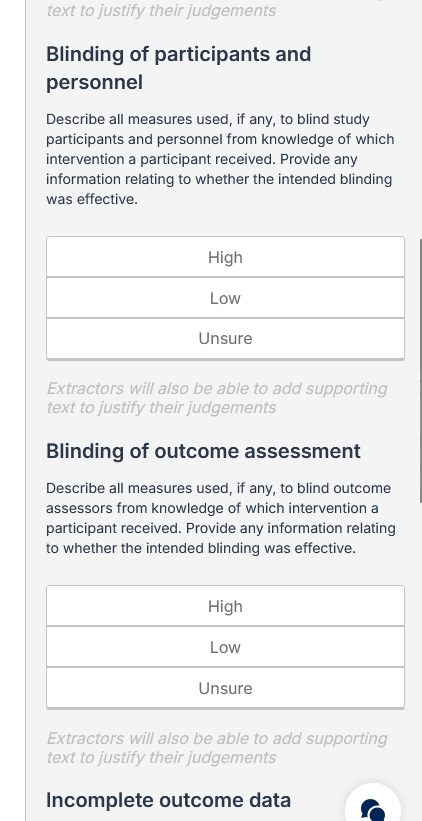 text to justify their judgements
Blinding of participants and
personnel
Describe all measures used, if any, to blind study
participants and personnel from knowledge of which
intervention a participant received. Provide any
information relating to whether the intended blinding
was effective.
High
Low
Unsure
Extractors will also be able to add supporting
text to justify their judgements
Blinding of outcome assessment
Describe all measures used, if any, to blind outcome
assessors from knowledge of which intervention a
participant received. Provide any information relating
to whether the intended blinding was effective.
High
Low
Unsure
Extractors will also be able to add supporting
text to justify their judgements
Incomplete outcome data